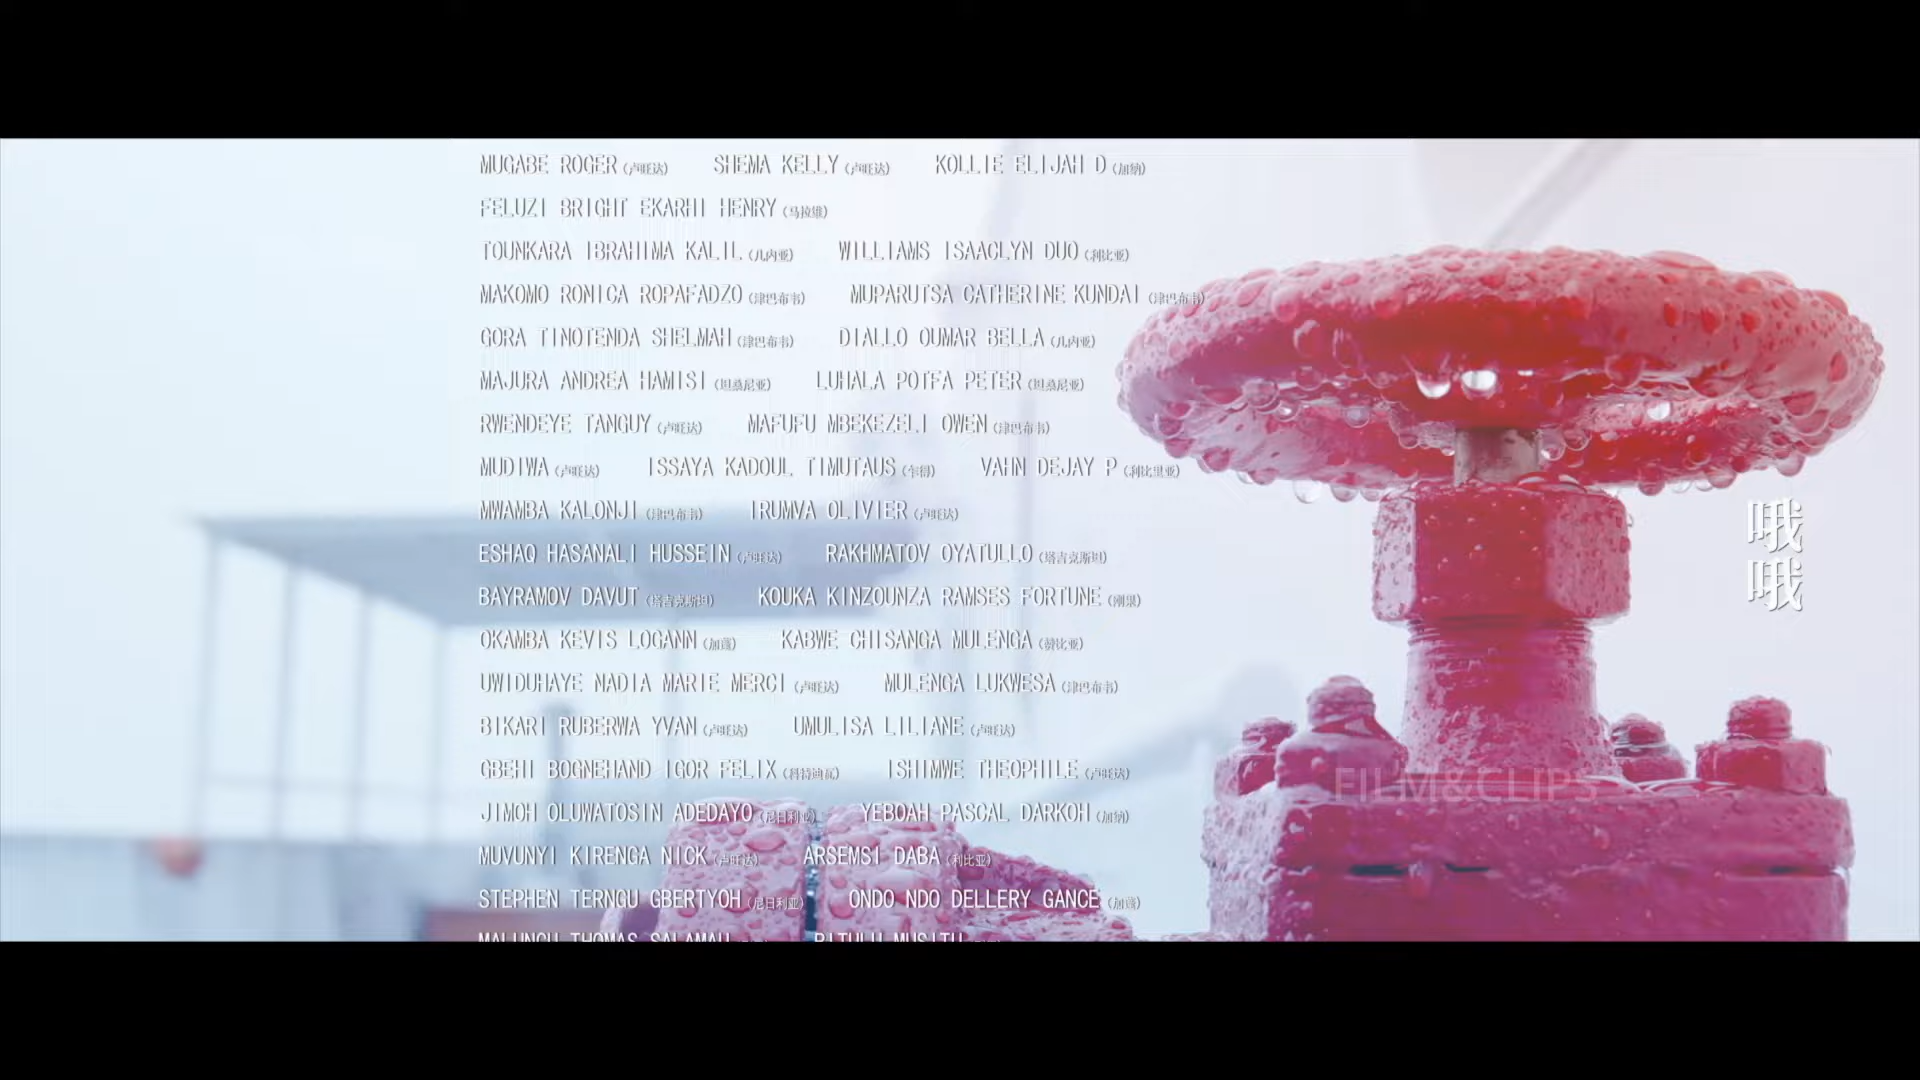 MUGABE ROGER(卢旺达) SHEMA KELLY(卢旺达) KOLLIE ELIJAH D(加纳)
FELUZI BRIGHT EKARHI HENRY(马拉维)
TOUNKARA IBRAHIMA KALIL(几内亚) WILLIAMS ISAACLYN DUO(利比亚)
MAKOMO RONICA ROPAFADZO(津巴布韦) MUPARUTSA CATHERINE KUNDAI(津巴布韦)
GORA TINOTENDA SHELMAH(津巴布韦) DIALLO OUMAR BELLA(几内亚)
MAJURA ANDREA HAMISI(坦桑尼亚) LUHALA POTFA PETER(坦桑尼亚)
RWENDEYE TANGUY(卢旺达) MAFUFU MBEKEZELI OWEN(津巴布韦)
MUDIWA(卢旺达) ISSAYA KADOUL TIMUTAUS(乍得) VAHN DEJAY P(利比里亚)
MWAMBA KALONJI(津巴布韦) IRUMVA OLIVIER(卢旺达)
ESHAQ HASANALI HUSSEIN(卢旺达) RAKHMATOV OYATULLO(塔吉克斯坦)
BAYRAMOV DAVUT(塔吉克斯坦) KOUKA KINZOUNZA RAMSES FORTUNE(刚果)
OKAMBA KEVIS LOGANN(加蓬) KABWE CHISANGA MULENGA(赞比亚)
UWIDUHAYE NADIA MARIE MERCI(卢旺达) MULENGA LUKWESA(津巴布韦)
BIKARI RUBERWA YVAN(卢旺达) UMULISA LILIANE(卢旺达)
GBEHI BOGNEHAND IGOR FELIX(科特迪瓦) ISHIMWE THEOPHILE(卢旺达)
JIMOH OLUWATOSIN ADEDAYO(尼日利亚) YEBOAH PASCAL DARKOH(加纳)
MUVUNYI KIRENGA NICK(卢旺达) ARSEMSI DABA(利比亚)
STEPHEN TERNGU GBERTYOH(尼日利亚) ONDO NDO DELLERY GANCE(加蓬)
哦哦
FILM&CLIPS